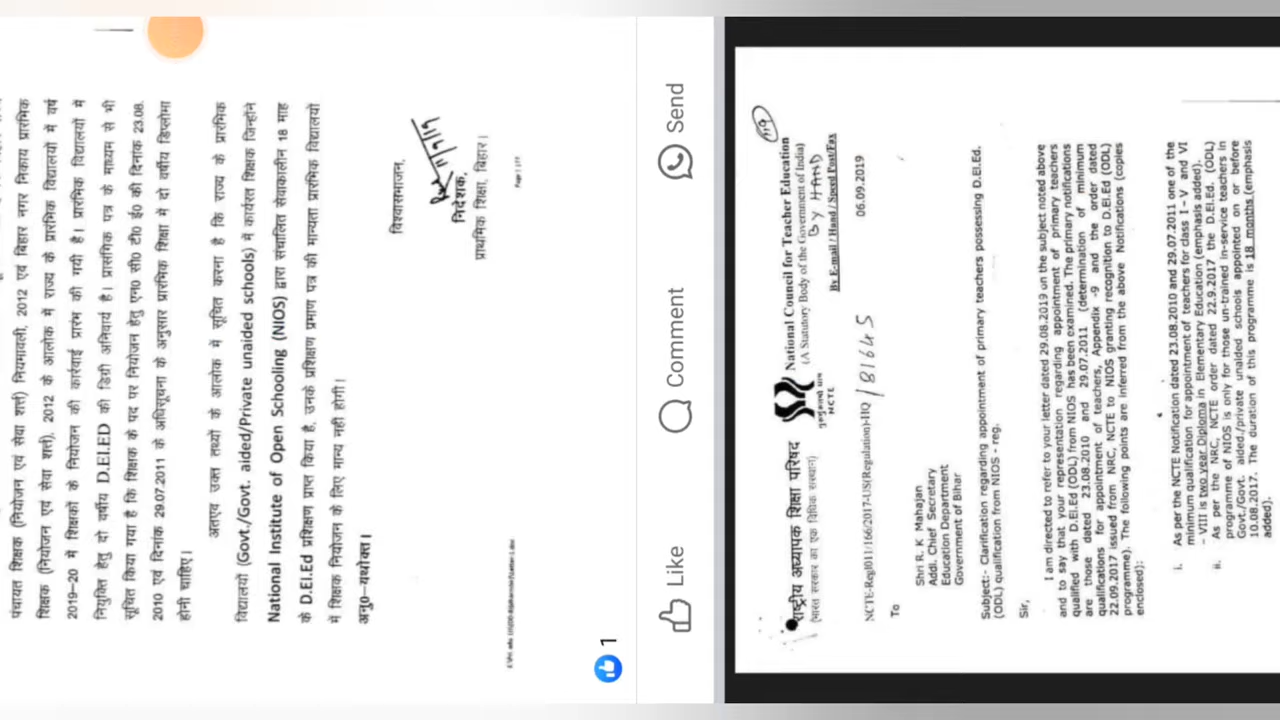 पंचायत शिक्षक (नियोजन एवं सेवा शर्त्त) नियमावली, 2012 एवं बिहार नगर निकाय प्रारंभिक
शिक्षक (नियोजन एवं सेवा शर्त्त), 2012 के आलोक में राज्य के प्रारंभिक विद्यालयों में वर्ष
2019–20 में शिक्षकों के नियोजन की कार्रवाई प्रारंभ की गयी है। प्रारंभिक विद्यालयों में
नियुक्ति हेतु दो वर्षीय D.El.ED की डिग्री अनिवार्य है। प्रासंगिक पत्र के माध्यम से भी
सूचित किया गया है कि शिक्षक के पद पर नियोजन हेतु एन0 सी0 टी0 ई0 की दिनांक 23.08.
2010 एवं दिनांक 29.07.2011 के अधिसूचना के अनुसार प्रारंभिक शिक्षा में दो वर्षीय डिप्लोमा
होनी चाहिए।
अतएव उक्त तथ्यों के आलोक में सूचित करना है कि राज्य के प्रारंभिक
विद्यालयों (Govt./Govt. aided/Private unaided schools) में कार्यरत शिक्षक जिन्होंने
National Institute of Open Schooling (NIOS) द्वारा संचालित सेवाकालीन 18 माह
के D.El.Ed प्रशिक्षण प्राप्त किया है, उनके प्रशिक्षण प्रमाण पत्र की मान्यता प्रारंभिक विद्यालयों
में शिक्षक नियोजन के लिए मान्य नहीं होगी।
अनु0–यथोक्त।
विश्वासभाजन,
निदेशक,
प्राथमिक शिक्षा, बिहार।
1
Like
Comment
Send
राष्ट्रीय अध्यापक शिक्षा परिषद
(भारत सरकार का एक विधिक संस्थान)
NCTE
National Council for Teacher Education
(A Statutory Body of the Government of India)
By HAND
By E-mail / Hand / Speed Post/Fax
NCTE-Regl011/166/2017-US(Regulation)-HQ/81645
06.09.2019
To
Shri R. K Mahajan
Addl. Chief Secretary
Education Department
Government of Bihar
Subject:- Clarification regarding appointment of primary teachers possessing D.El.Ed.
(ODL) qualification from NIOS - reg.
Sir,
I am directed to refer to your letter dated 29.08.2019 on the subject noted above
and to say that your representation regarding appointment of primary teachers
qualified with D.El.Ed (ODL) from NIOS has been examined. The primary notifications
are those dated 23.08.2010 and 29.07.2011 (determination of minimum
qualifications for appointment of teachers, Appendix -9 and the order dated
22.09.2017 issued from NRC, NCTE to NIOS granting recognition to D.El.Ed (ODL)
programme). The following points are inferred from the above Notifications (copies
enclosed):
i. As per the NCTE Notification dated 23.08.2010 and 29.07.2011 one of the
minimum qualification for appointment of teachers for class I – V and VI
– VIII is two year Diploma in Elementary Education (emphasis added).
ii. As per the NRC, NCTE order dated 22.9.2017 the D.El.Ed. (ODL)
programme of NIOS is only for those un-trained in-service teachers in
Govt./Govt. aided./private unaided schools appointed on or before
10.08.2017. The duration of this programme is 18 months (emphasis
added).